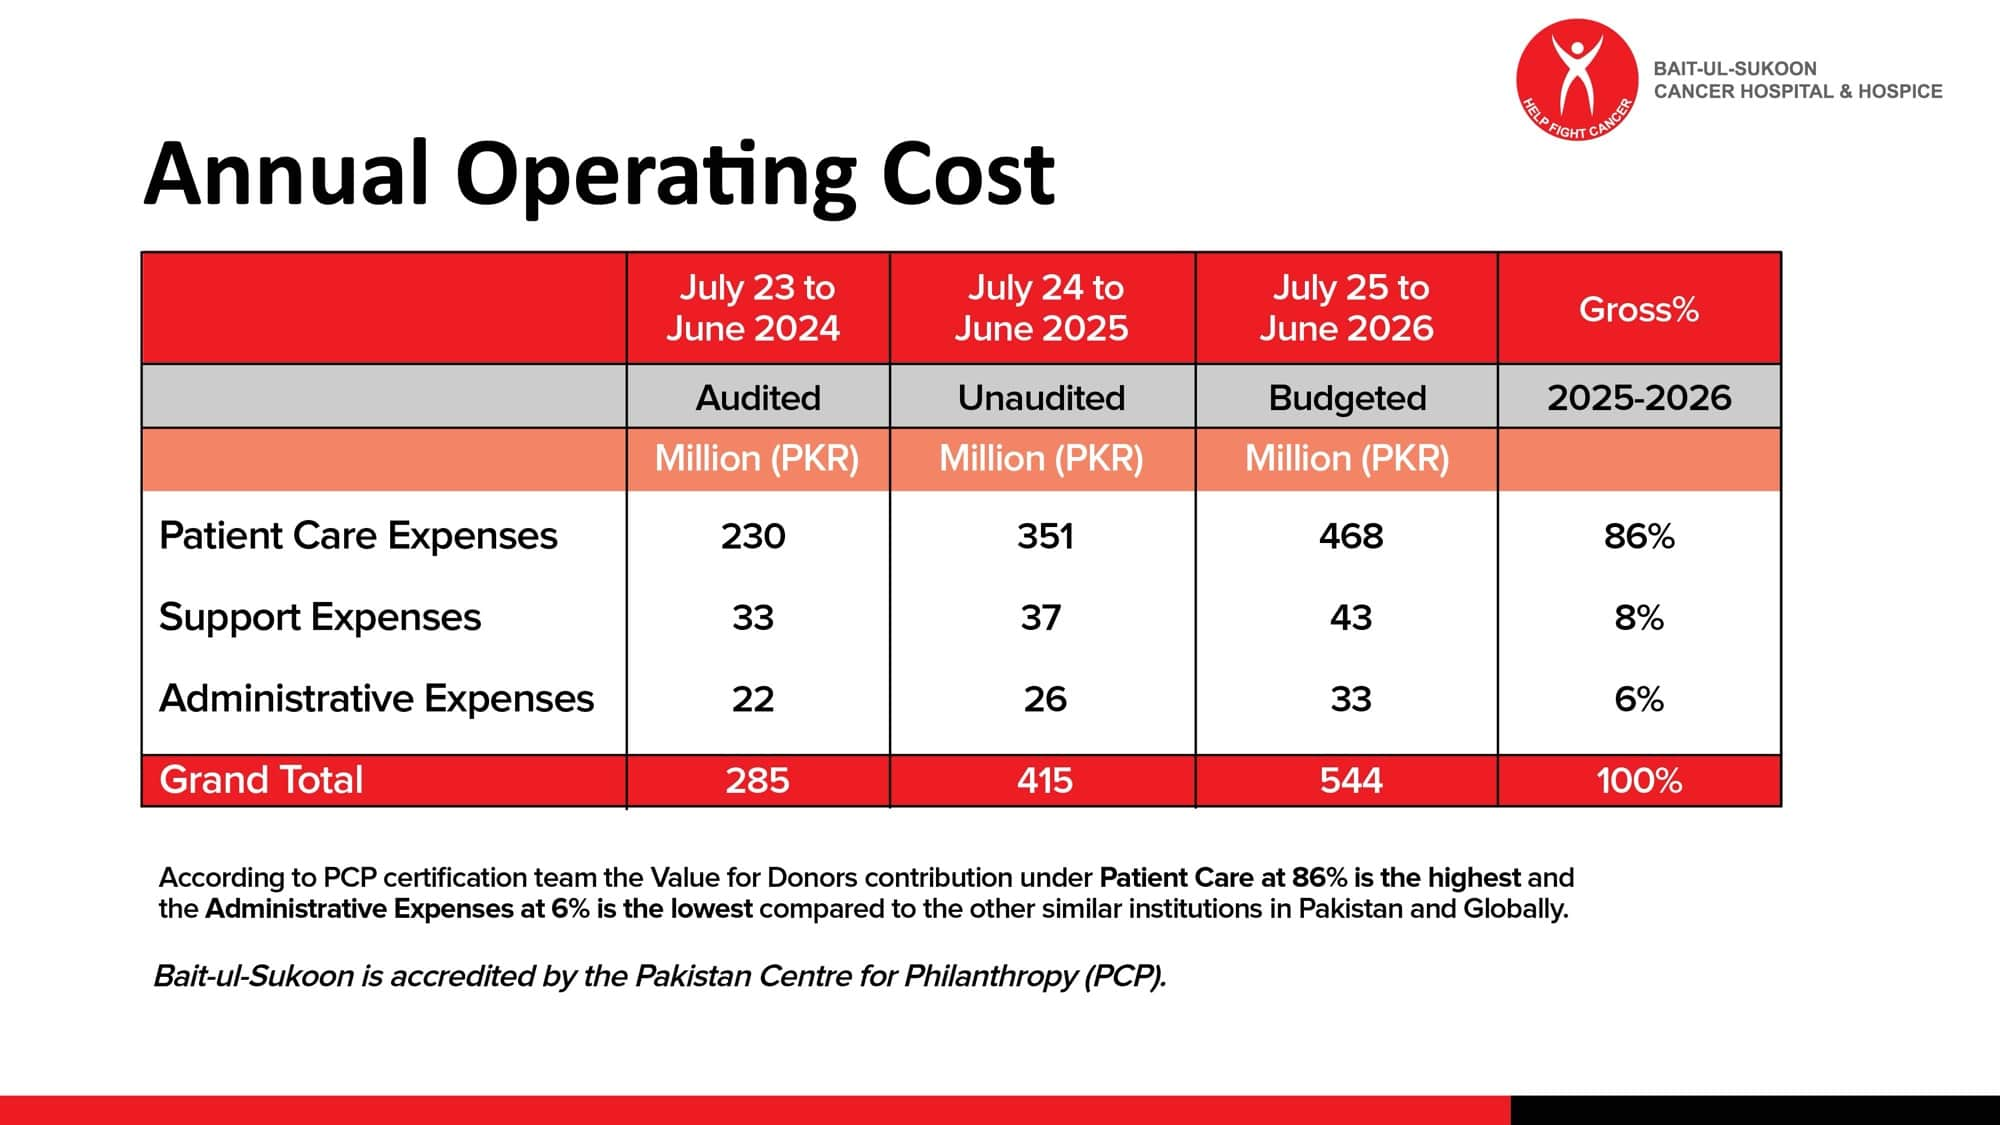 HELP FIGHT CANCER
BAIT-UL-SUKOON
CANCER HOSPITAL & HOSPICE
Annual Operating Cost
July 23 to June 2024 July 24 to June 2025 July 25 to June 2026 Gross%
Audited Unaudited Budgeted 2025-2026
Million (PKR) Million (PKR) Million (PKR)
Patient Care Expenses 230 351 468 86%
Support Expenses 33 37 43 8%
Administrative Expenses 22 26 33 6%
Grand Total 285 415 544 100%
According to PCP certification team the Value for Donors contribution under Patient Care at 86% is the highest and
the Administrative Expenses at 6% is the lowest compared to the other similar institutions in Pakistan and Globally.
Bait-ul-Sukoon is accredited by the Pakistan Centre for Philanthropy (PCP).